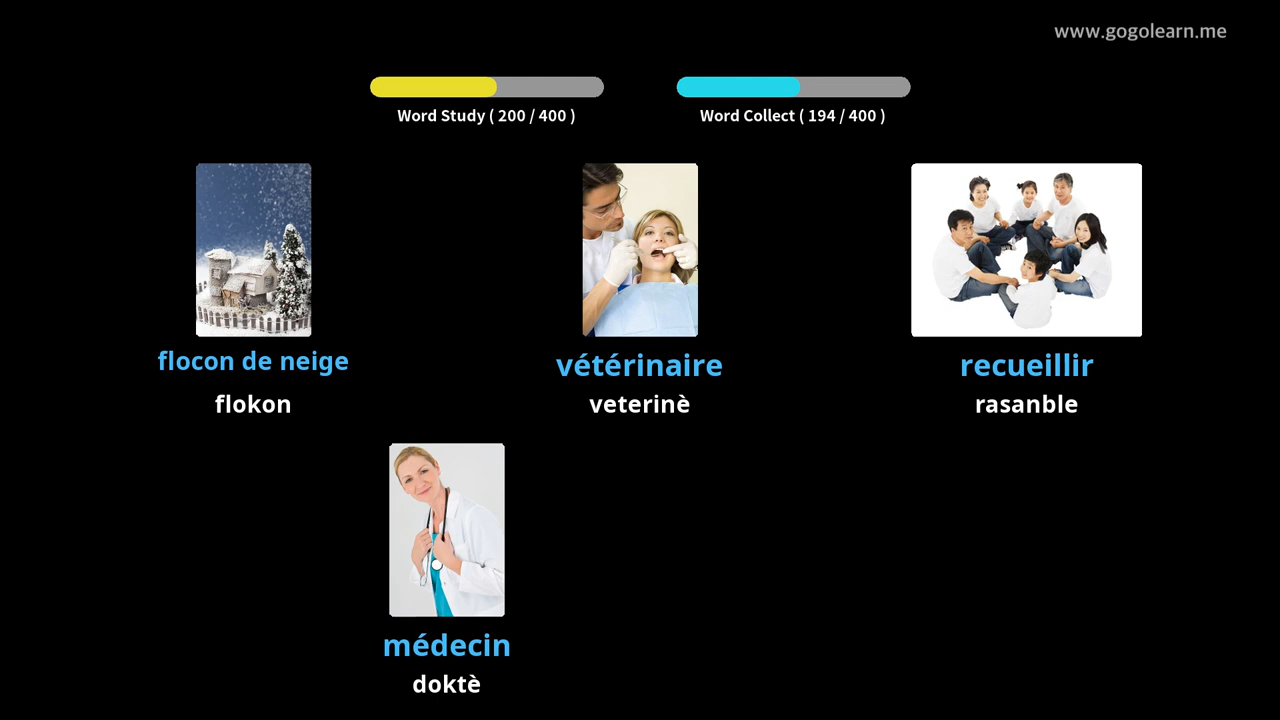 www.gogolearn.me
Word Study ( 200 / 400 )
Word Collect ( 194 / 400 )
flocon de neige
flokon
vétérinaire
veterinè
recueillir
rasanble
médecin
doktè